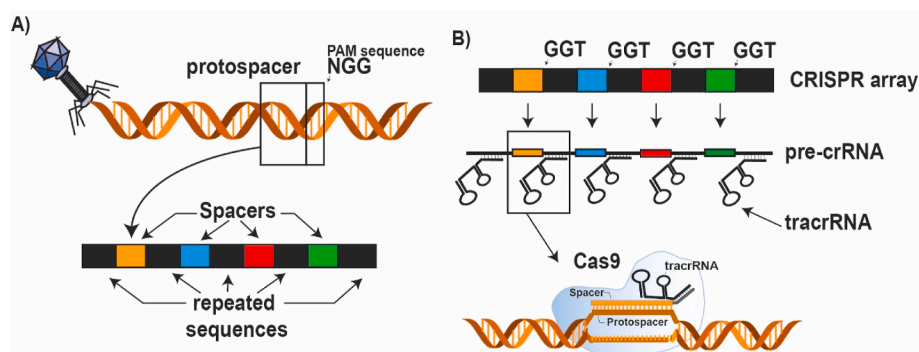 A)
PAM sequence
NGG
protospacer
Spacers
repeated
sequences
B)
GGT GGT GGT GGT
CRISPR array
pre-crRNA
tracrRNA
Cas9
tracrRNA
Spacer
Protospacer